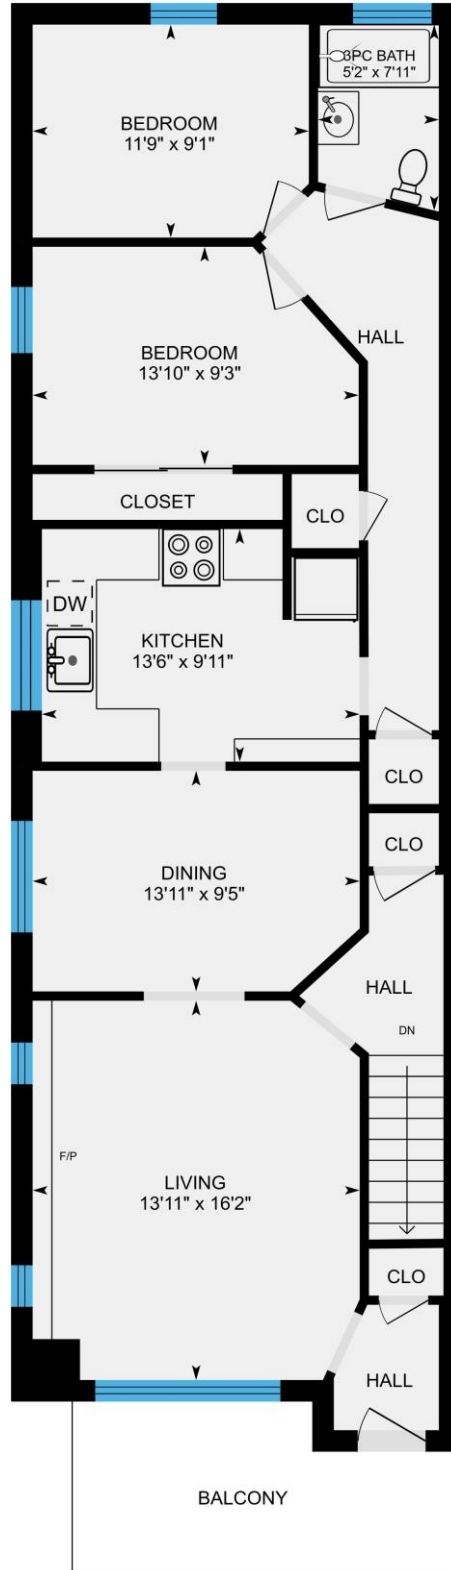 3PC BATH
5'2" x 7'11"
BEDROOM
11'9" x 9'1"
HALL
BEDROOM
13'10" x 9'3"
CLOSET
CLO
DW
KITCHEN
13'6" x 9'11"
CLO
CLO
DINING
13'11" x 9'5"
HALL
DN
F/P
LIVING
13'11" x 16'2"
CLO
HALL
BALCONY